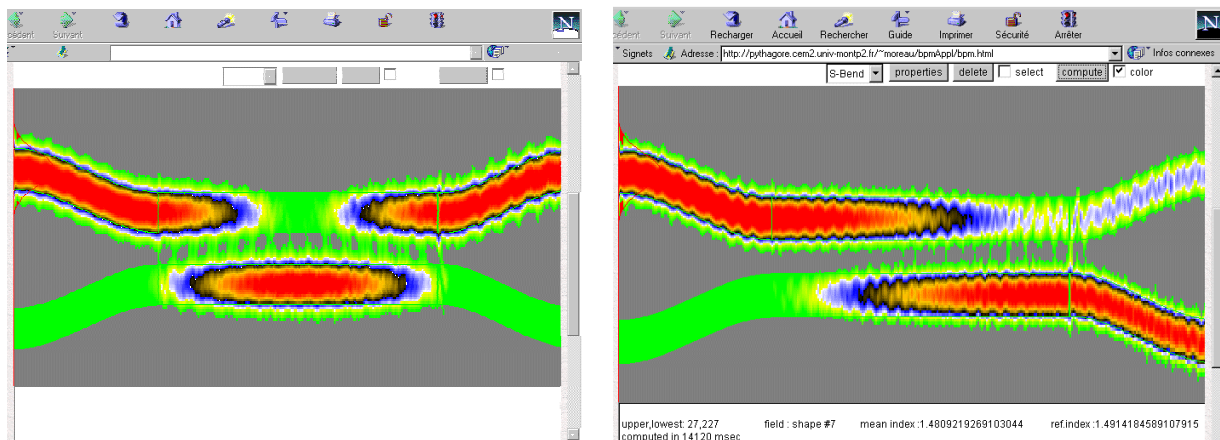 Suivant
Suivant Recharger Accueil Rechercher Guide Imprimer Sécurité Arrêter
N
N
Signets Adresse : http://pythagore.cem2.univ-montp2.fr/~moreau/bpmAppl/bpm.html Infos connexes
S-Bend properties delete select compute color
upper,lowest: 27,227 field : shape #7 mean index :1.4809219269103044 ref.index :1.4914184589107915
computed in 14120 msec